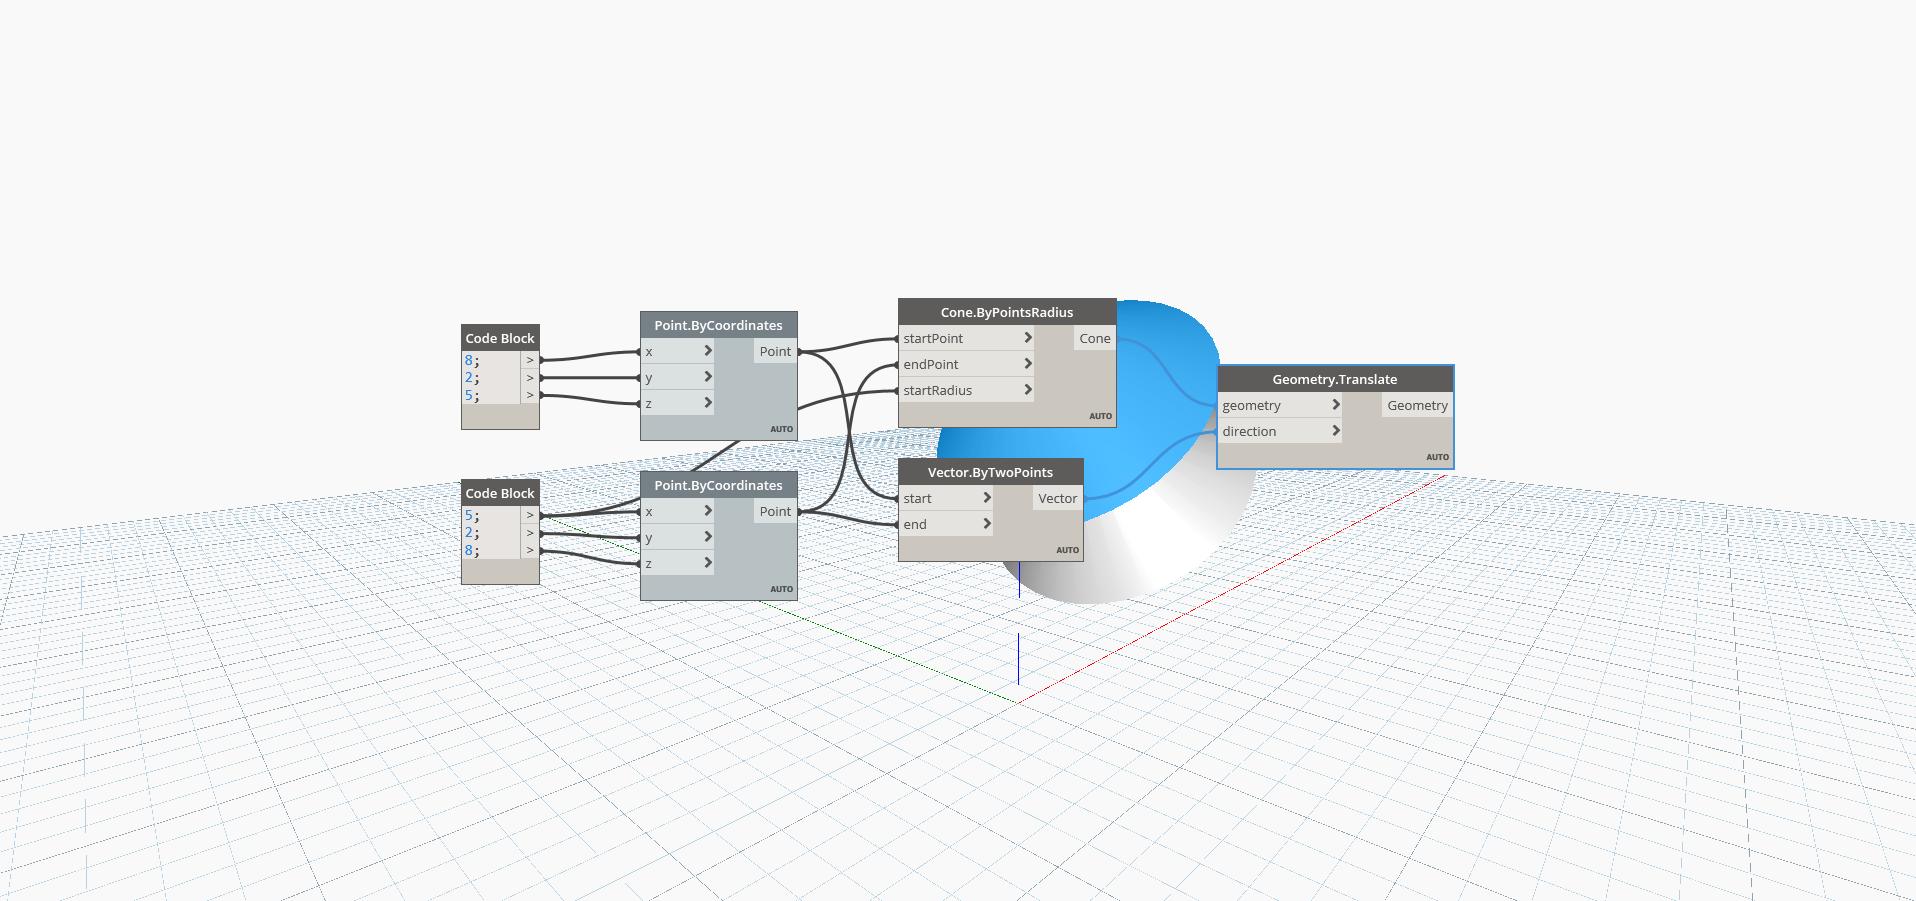 Code Block
8; >
2; >
5; >
Point.ByCoordinates
x > Point
y >
z >
AUTO
Cone.ByPointsRadius
startPoint > Cone
endPoint >
startRadius >
AUTO
Geometry.Translate
geometry > Geometry
direction >
AUTO
Code Block
5; >
2; >
8; >
Point.ByCoordinates
x > Point
y >
z >
AUTO
Vector.ByTwoPoints
start > Vector
end >
AUTO